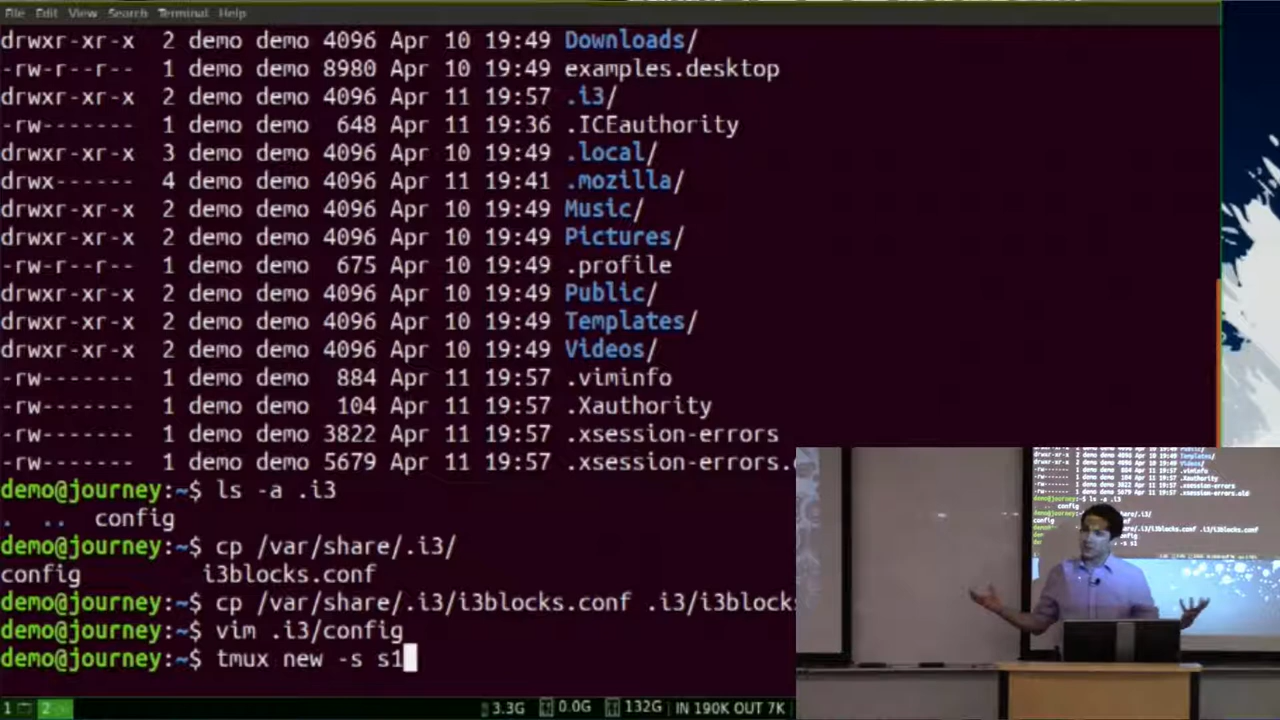 File Edit View Search Terminal Help
drwxr-xr-x 2 demo demo 4096 Apr 10 19:49 Downloads/
-rw-r--r-- 1 demo demo 8980 Apr 10 19:49 examples.desktop
drwxr-xr-x 2 demo demo 4096 Apr 11 19:57 .i3/
-rw------- 1 demo demo 648 Apr 11 19:36 .ICEauthority
drwxr-xr-x 3 demo demo 4096 Apr 10 19:49 .local/
drwx------ 4 demo demo 4096 Apr 11 19:41 .mozilla/
drwxr-xr-x 2 demo demo 4096 Apr 10 19:49 Music/
drwxr-xr-x 2 demo demo 4096 Apr 10 19:49 Pictures/
-rw-r--r-- 1 demo demo 675 Apr 10 19:49 .profile
drwxr-xr-x 2 demo demo 4096 Apr 10 19:49 Public/
drwxr-xr-x 2 demo demo 4096 Apr 10 19:49 Templates/
drwxr-xr-x 2 demo demo 4096 Apr 10 19:49 Videos/
-rw------- 1 demo demo 884 Apr 11 19:57 .viminfo
-rw------- 1 demo demo 104 Apr 11 19:57 .Xauthority
-rw------- 1 demo demo 3822 Apr 11 19:57 .xsession-errors
-rw------- 1 demo demo 5679 Apr 11 19:57 .xsession-errors.
demo@journey:~$ ls -a .i3
. .. config
demo@journey:~$ cp /var/share/.i3/
config i3blocks.conf
demo@journey:~$ cp /var/share/.i3/i3blocks.conf .i3/i3blocks
demo@journey:~$ vim .i3/config
demo@journey:~$ tmux new -s s1
1 2 3.3G 0.0G 132G IN 190K OUT 7K